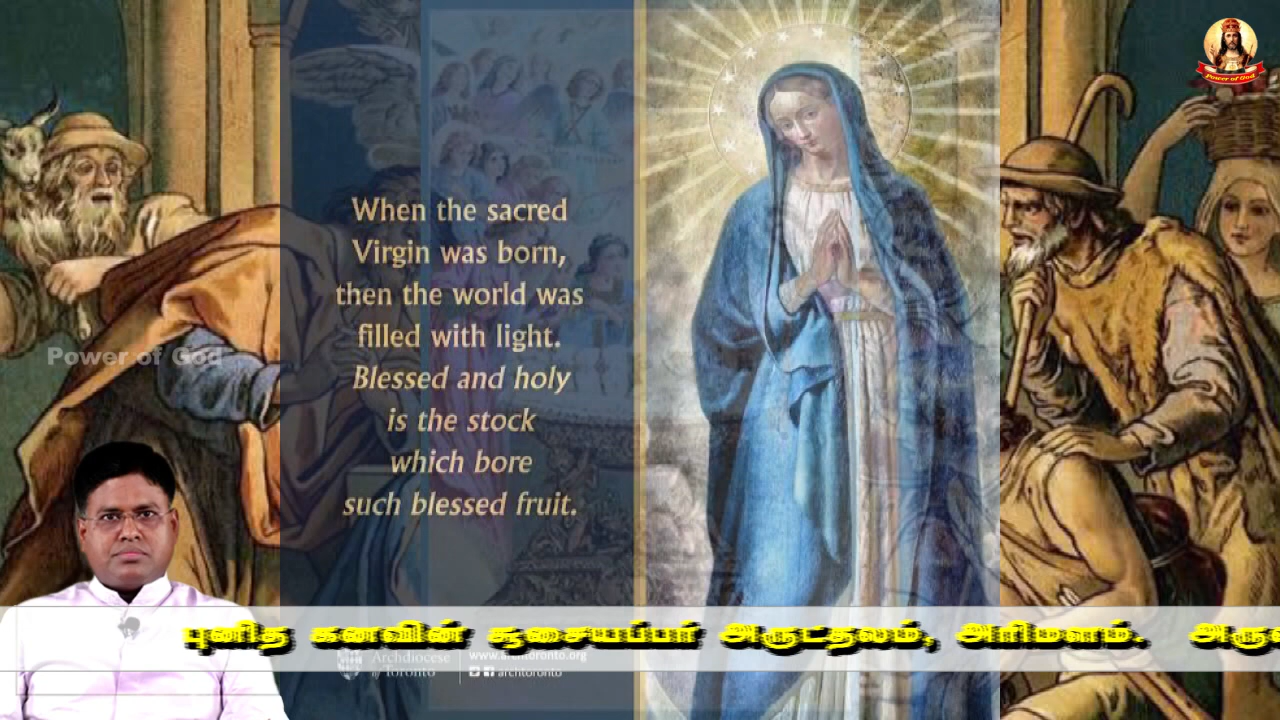 Power of God
When the sacred
Virgin was born,
then the world was
filled with light.
Blessed and holy
is the stock
which bore
such blessed fruit.
Power of God
புனித கனவின் சூசையப்பர் அருட்தலம், அரிமளம். அருட
Archdiocese
of Toronto
www.archtoronto.org
archtoronto